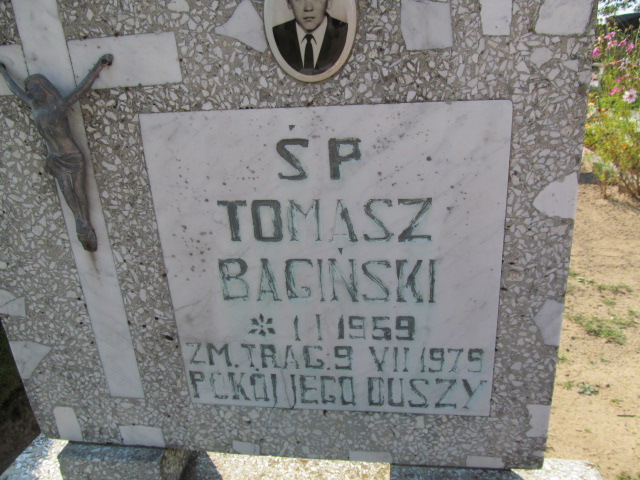 ŚP
TOMASZ
BAGIŃSKI
* 1 I 1959
ZM. TRAG. 9 VII 1979
POKÓJ JEGO DUSZY